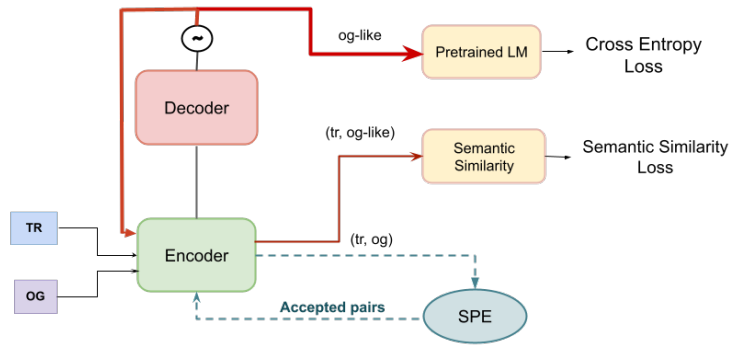 ~
og-like
Pretrained LM
Cross Entropy
Loss
Decoder
(tr, og-like)
Semantic
Similarity
Semantic Similarity
Loss
TR
Encoder
(tr, og)
OG
Accepted pairs
SPE